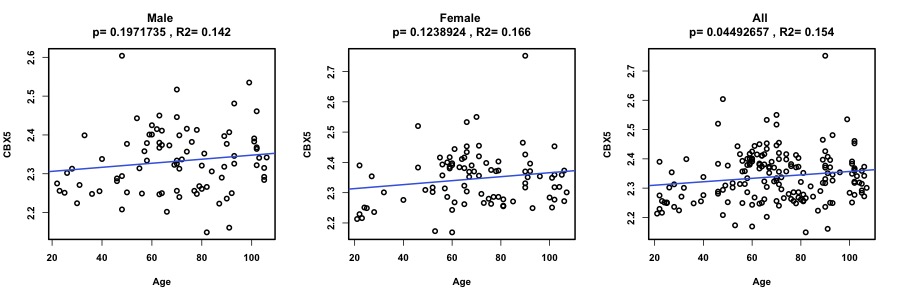 Male
p= 0.1971735 , R2= 0.142
CBX5
2.2 2.3 2.4 2.5 2.6
20 40 60 80 100
Age
Female
p= 0.1238924 , R2= 0.166
CBX5
2.2 2.3 2.4 2.5 2.6 2.7
20 40 60 80 100
Age
All
p= 0.04492657 , R2= 0.154
CBX5
2.2 2.3 2.4 2.5 2.6 2.7
20 40 60 80 100
Age